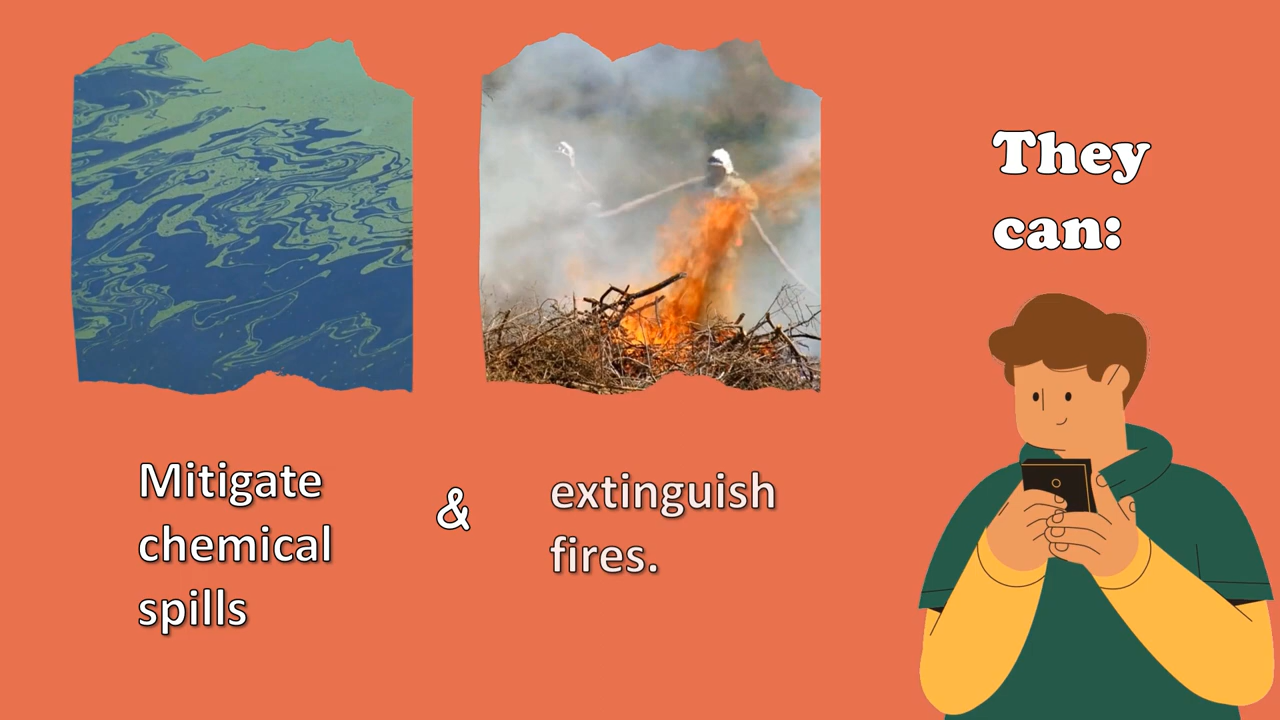 They
can:
Mitigate
chemical
spills
&
extinguish
fires.